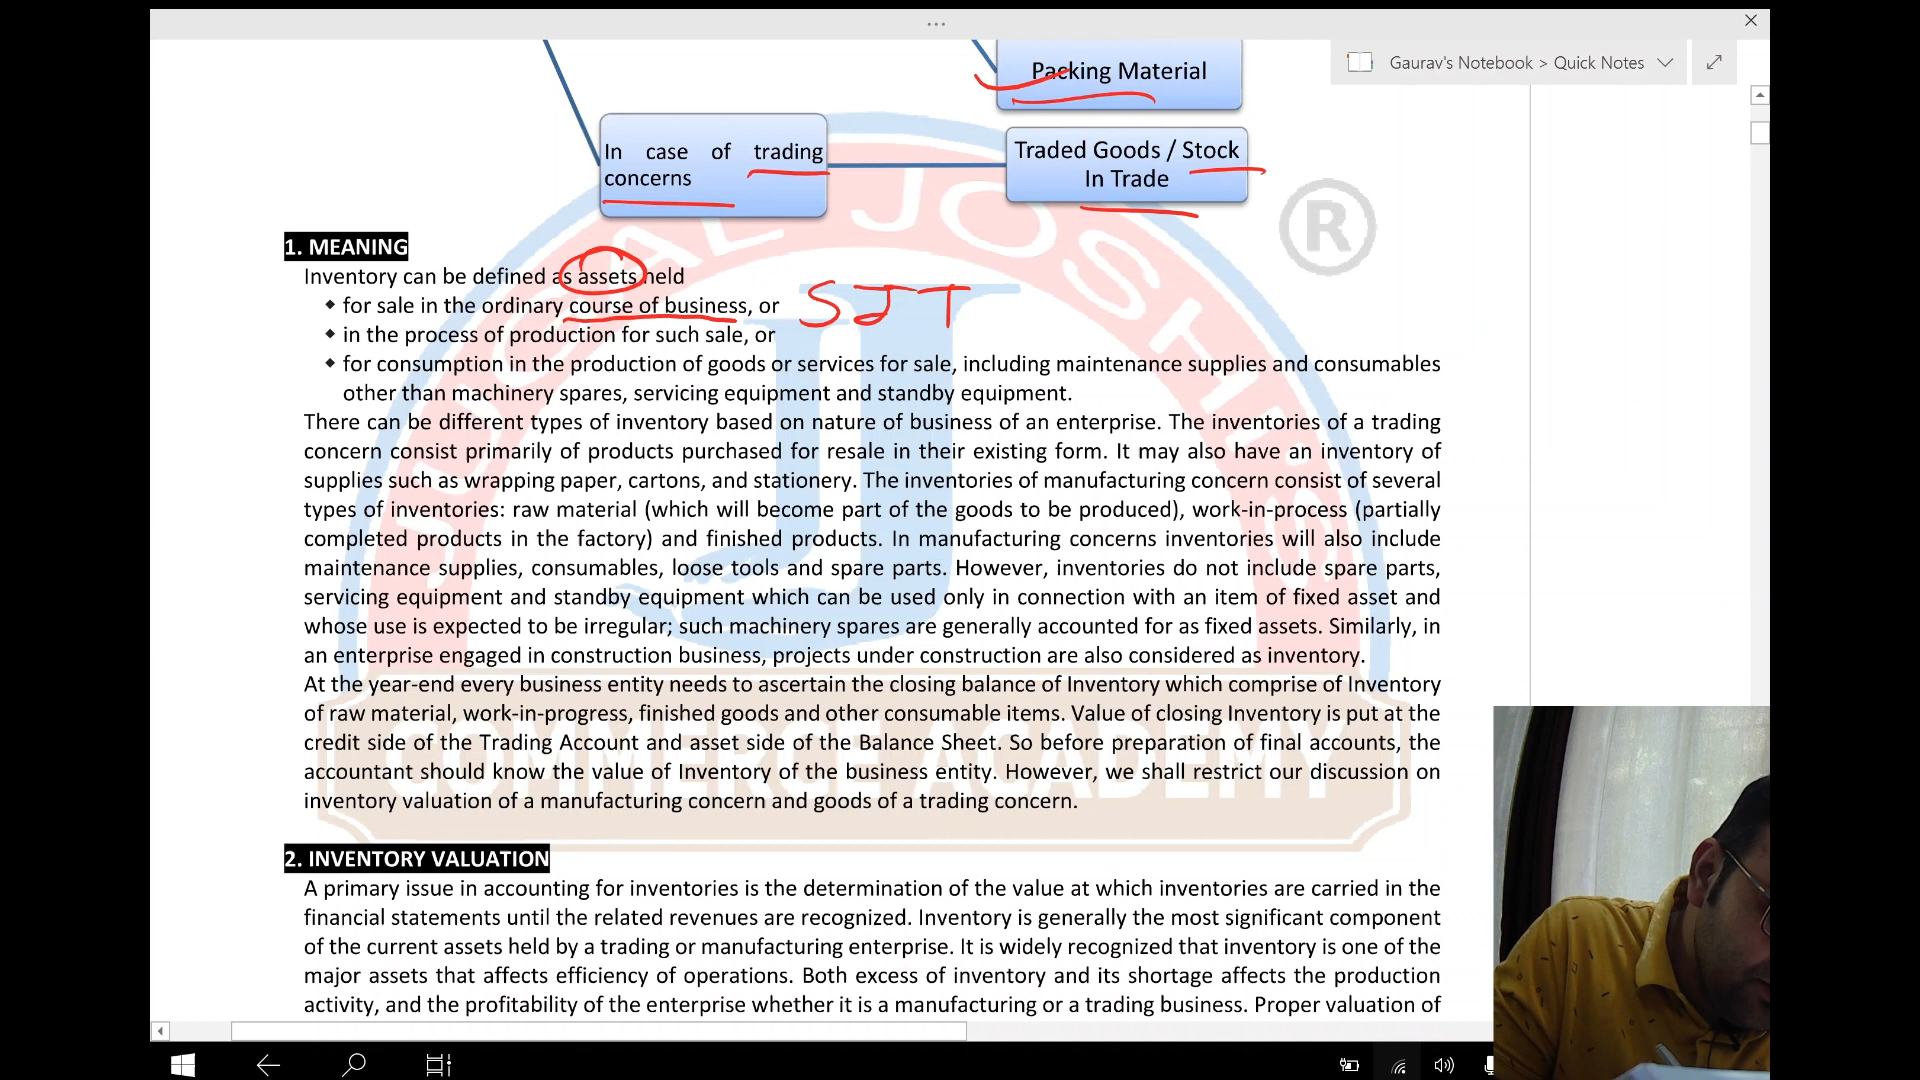 ...
Gaurav's Notebook > Quick Notes
Packing Material
In case of trading
concerns
Traded Goods / Stock
In Trade
®
1. MEANING
Inventory can be defined as assets held
◆ for sale in the ordinary course of business, or SIT
◆ in the process of production for such sale, or
◆ for consumption in the production of goods or services for sale, including maintenance supplies and consumables
other than machinery spares, servicing equipment and standby equipment.
There can be different types of inventory based on nature of business of an enterprise. The inventories of a trading
concern consist primarily of products purchased for resale in their existing form. It may also have an inventory of
supplies such as wrapping paper, cartons, and stationery. The inventories of manufacturing concern consist of several
types of inventories: raw material (which will become part of the goods to be produced), work-in-process (partially
completed products in the factory) and finished products. In manufacturing concerns inventories will also include
maintenance supplies, consumables, loose tools and spare parts. However, inventories do not include spare parts,
servicing equipment and standby equipment which can be used only in connection with an item of fixed asset and
whose use is expected to be irregular; such machinery spares are generally accounted for as fixed assets. Similarly, in
an enterprise engaged in construction business, projects under construction are also considered as inventory.
At the year-end every business entity needs to ascertain the closing balance of Inventory which comprise of Inventory
of raw material, work-in-progress, finished goods and other consumable items. Value of closing Inventory is put at the
credit side of the Trading Account and asset side of the Balance Sheet. So before preparation of final accounts, the
accountant should know the value of Inventory of the business entity. However, we shall restrict our discussion on
inventory valuation of a manufacturing concern and goods of a trading concern.
2. INVENTORY VALUATION
A primary issue in accounting for inventories is the determination of the value at which inventories are carried in the
financial statements until the related revenues are recognized. Inventory is generally the most significant component
of the current assets held by a trading or manufacturing enterprise. It is widely recognized that inventory is one of the
major assets that affects efficiency of operations. Both excess of inventory and its shortage affects the production
activity, and the profitability of the enterprise whether it is a manufacturing or a trading business. Proper valuation of
JOSHI'S
COMMERCE ACADEMY